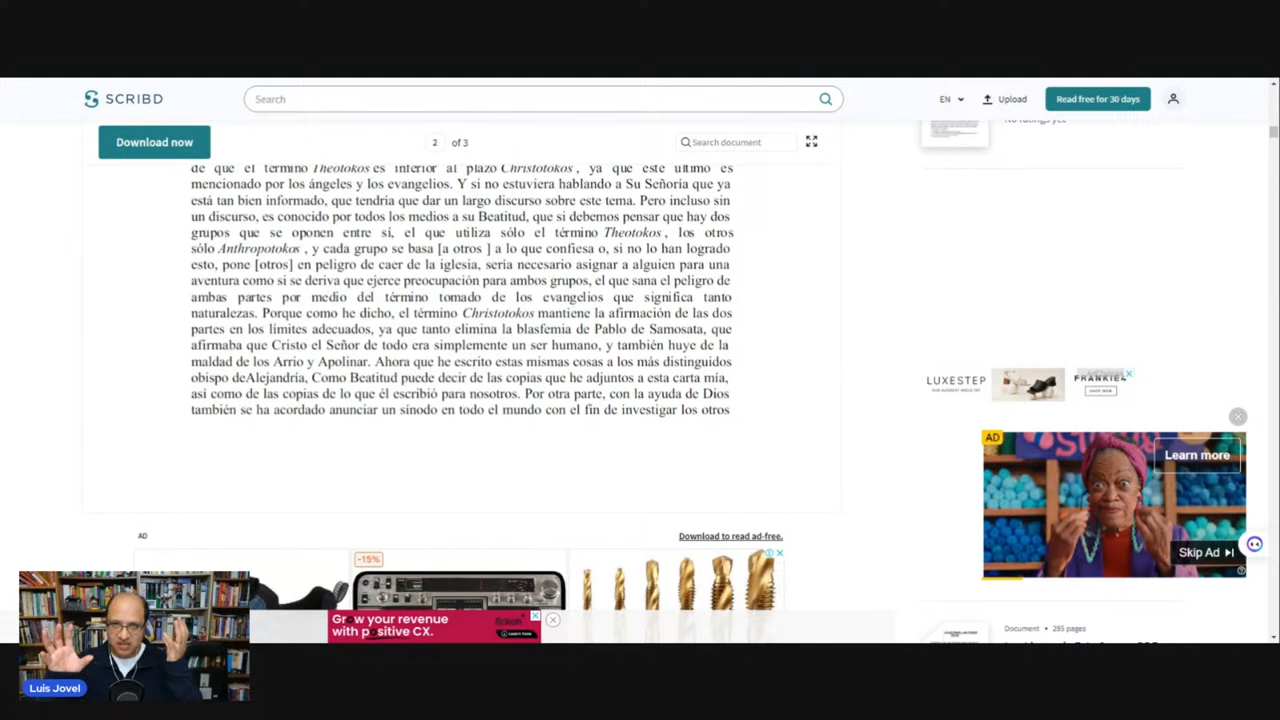 SCRIBD
Search
EN
Upload
Read free for 30 days
Download now
2 of 3
Search document
No ratings yet
de que el término Theotokos es inferior al plazo Christotokos , ya que este último es
mencionado por los ángeles y los evangelios. Y si no estuviera hablando a Su Señoría que ya
está tan bien informado, que tendría que dar un largo discurso sobre este tema. Pero incluso sin
un discurso, es conocido por todos los medios a su Beatitud, que si debemos pensar que hay dos
grupos que se oponen entre sí, el que utiliza sólo el término Theotokos , los otros
sólo Anthropotokos , y cada grupo se basa [a otros ] a lo que confiesa o, si no lo han logrado
esto, pone [otros] en peligro de caer de la iglesia, sería necesario asignar a alguien para una
aventura como si se deriva que ejerce preocupación para ambos grupos, el que sana el peligro de
ambas partes por medio del término tomado de los evangelios que significa tanto
naturalezas. Porque como he dicho, el término Christotokos mantiene la afirmación de las dos
partes en los límites adecuados, ya que tanto elimina la blasfemia de Pablo de Samosata, que
afirmaba que Cristo el Señor de todo era simplemente un ser humano, y también huye de la
maldad de los Arrio y Apolinar. Ahora que he escrito estas mismas cosas a los más distinguidos
obispo deAlejandría, Como Beatitud puede decir de las copias que he adjuntos a esta carta mía,
así como de las copias de lo que él escribió para nosotros. Por otra parte, con la ayuda de Dios
también se ha acordado anunciar un sínodo en todo el mundo con el fin de investigar los otros
LUXESTEP
FRANKIE4
SHOP NOW
AD
Learn more
Skip Ad
AD
Download to read ad-free.
-15%
Grow your revenue
with positive CX.
Learn more
Document • 285 pages
Luis Jovel